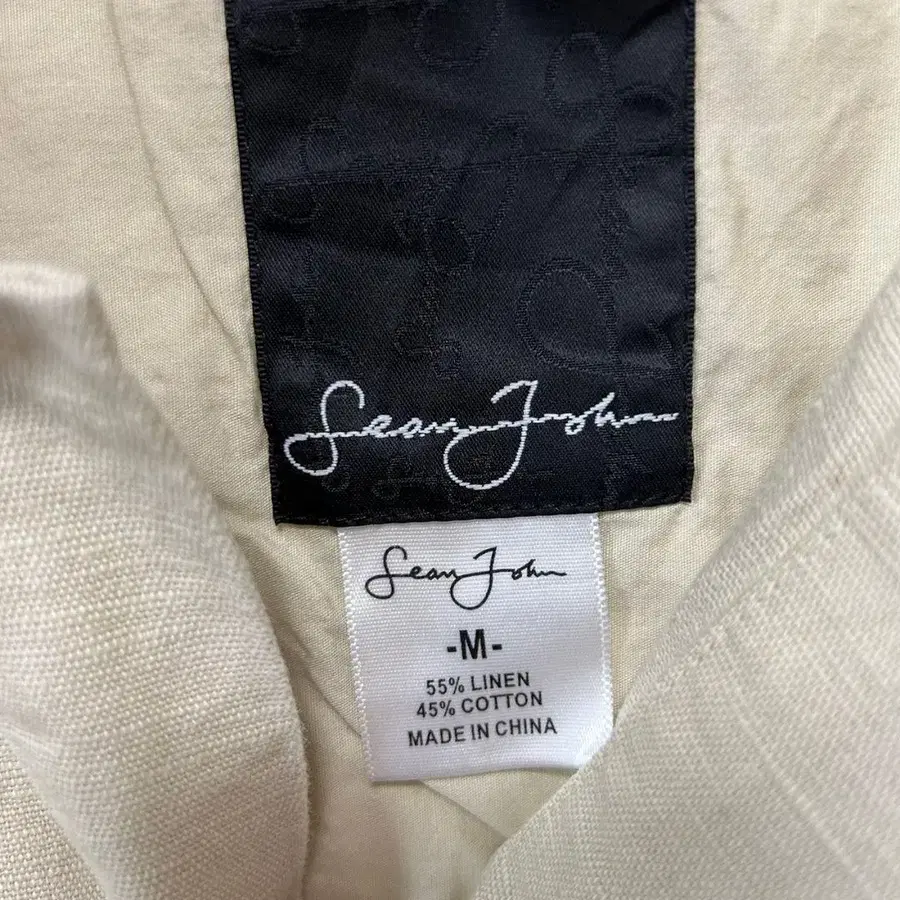 Sean John
Sean John
-M-
55% LINEN
45% COTTON
MADE IN CHINA